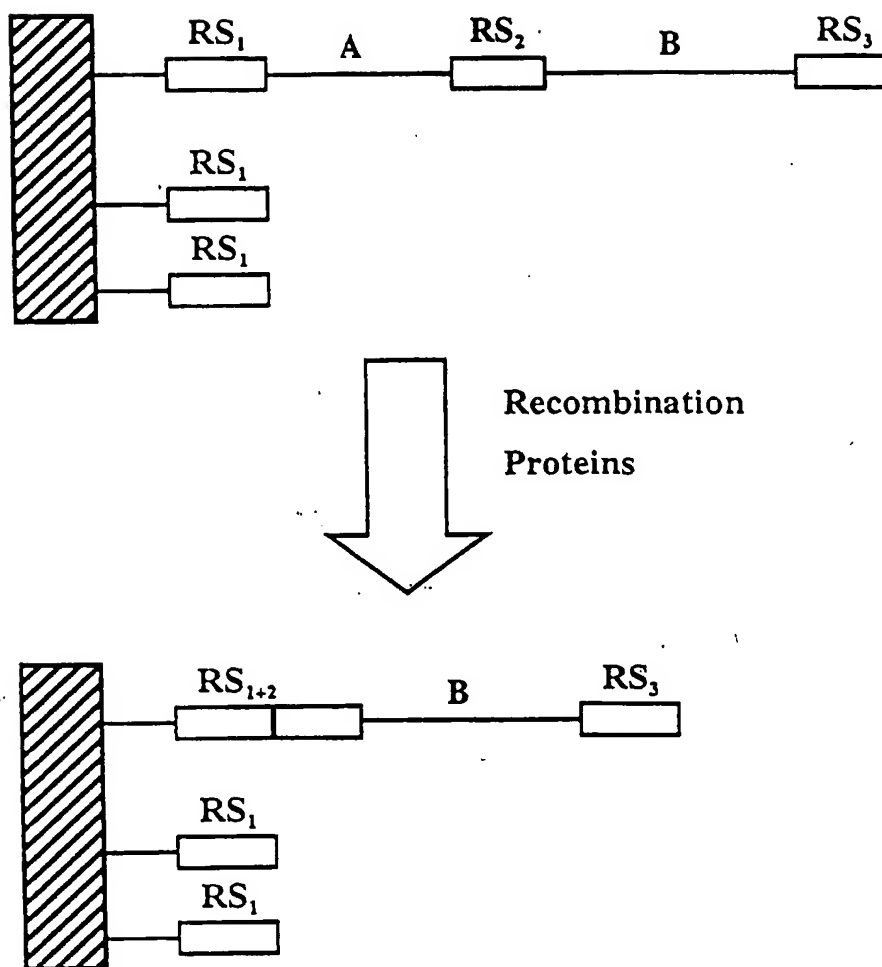 RS₁ A RS₂ B RS₃
RS₁
RS₁
Recombination
Proteins
RS₁₊₂ B RS₃
RS₁
RS₁